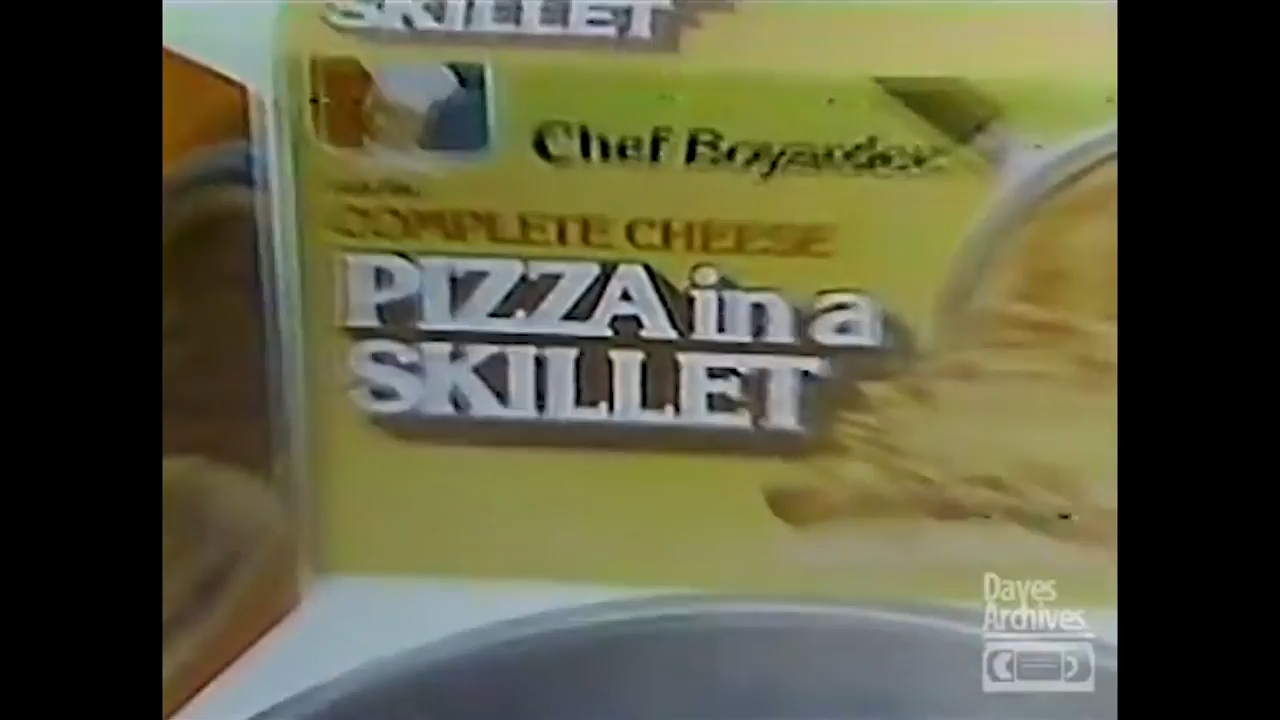 SKILLET
Chef Boyardee
COMPLETE CHEESE
PIZZA in a
SKILLET
Daves
Archives